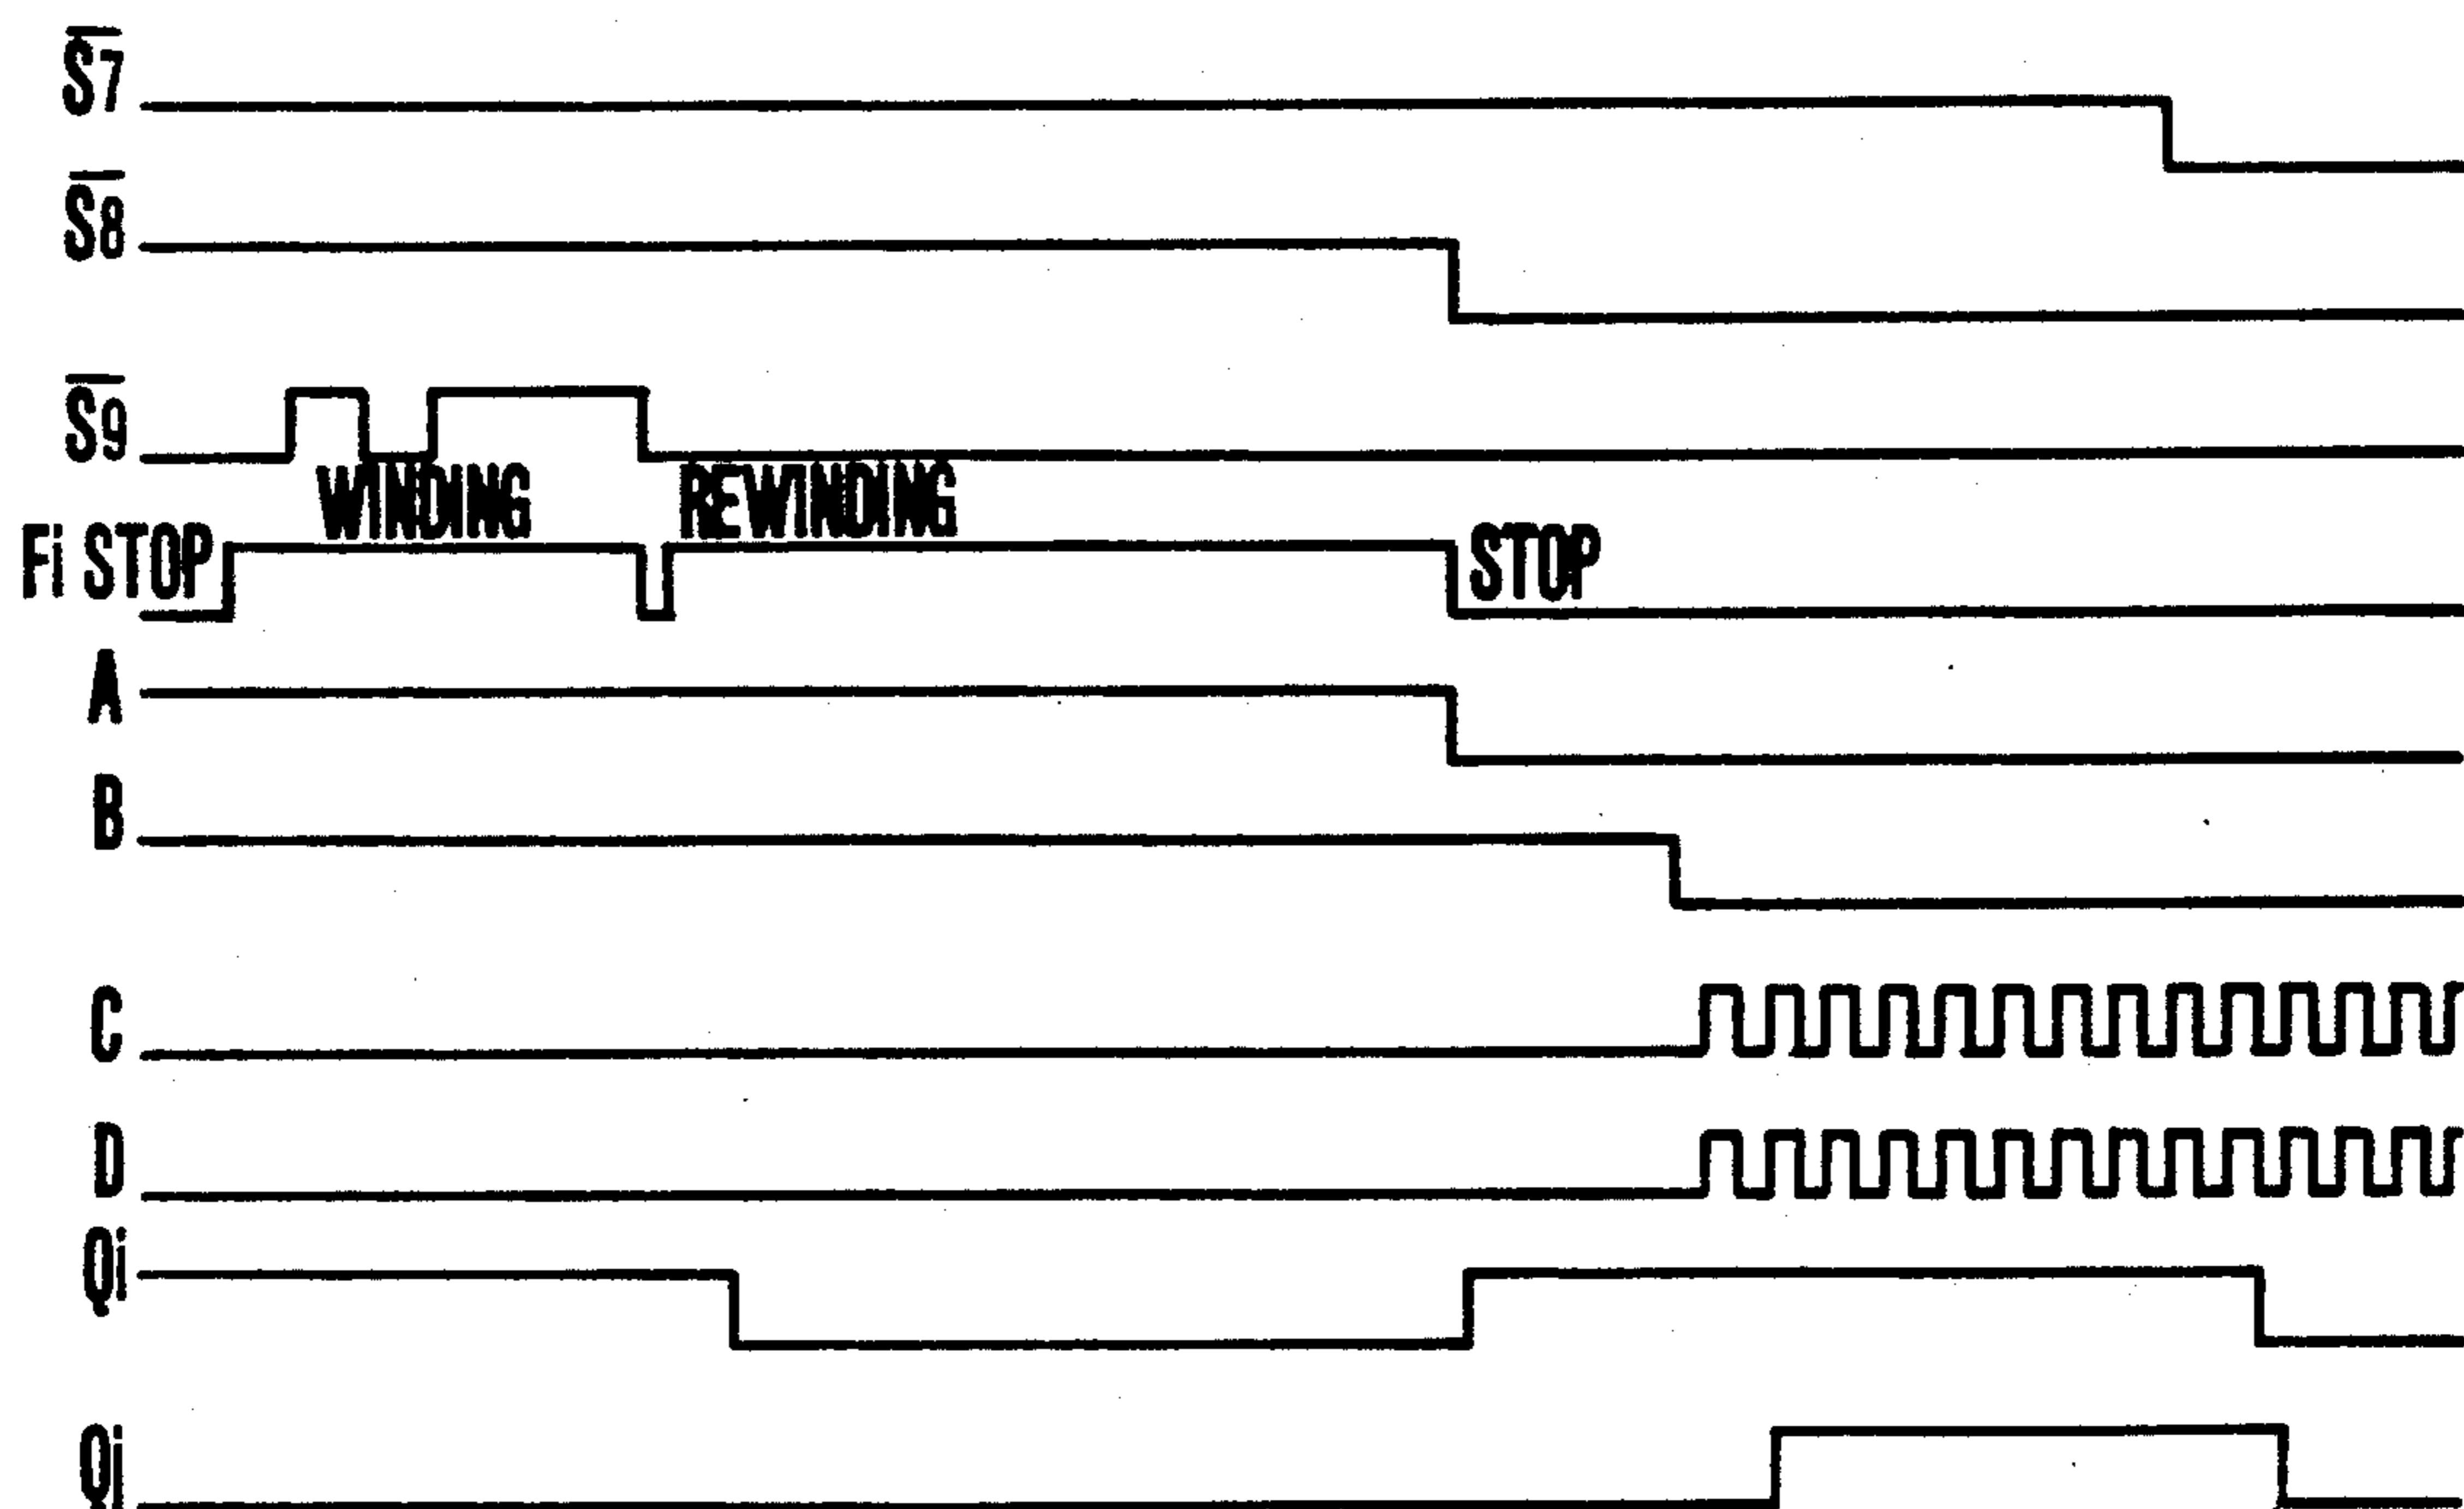 S̅7̅
S̅8̅
S̅9̅
WINDING REWINDING
Fi STOP STOP
A
B
C
D
Qi
Qj